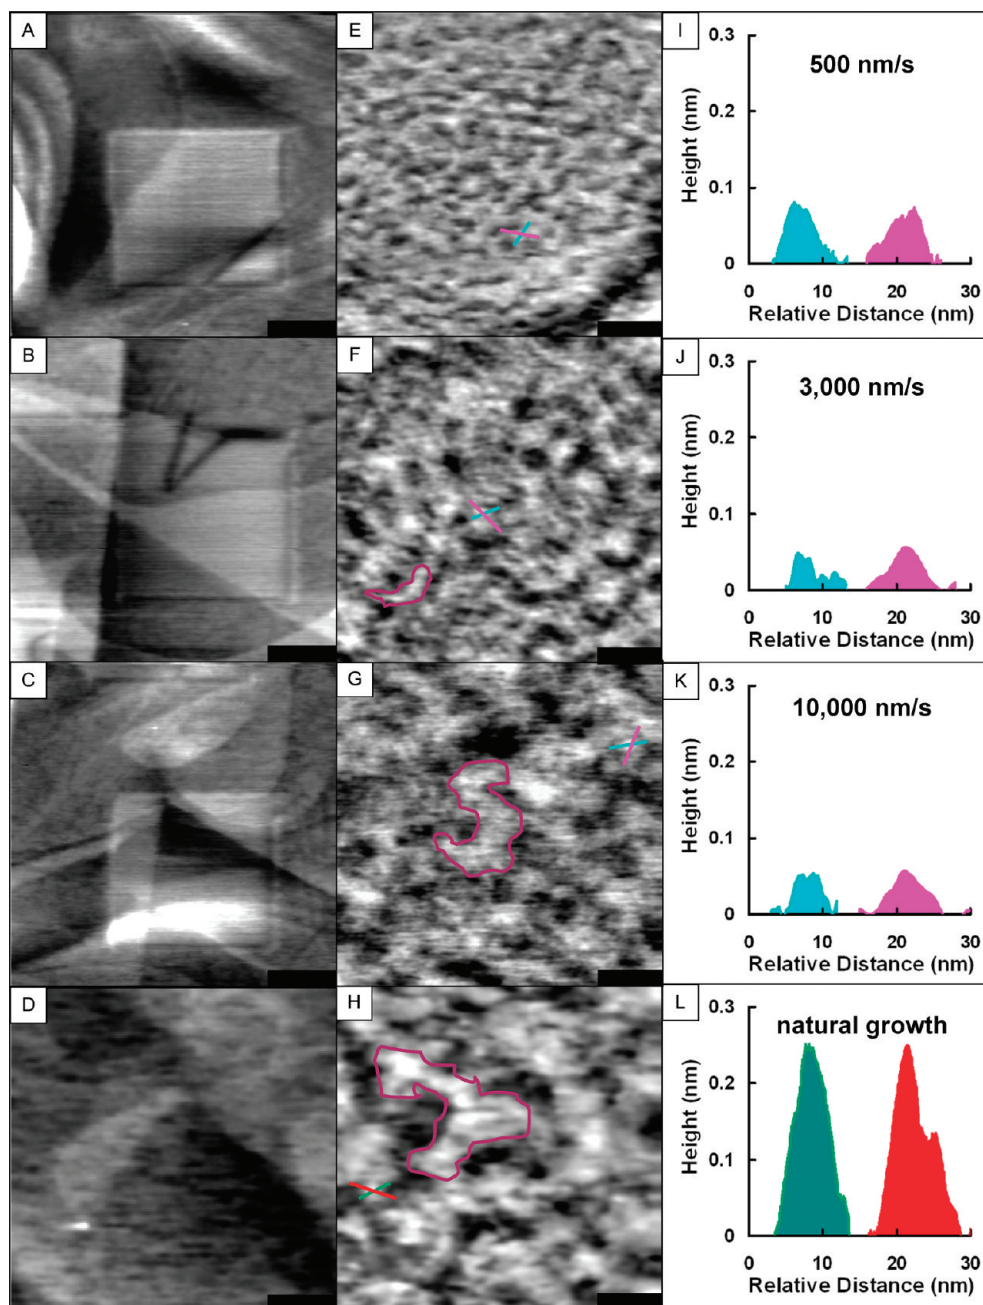 A
E
I
0.3
0.2
0.1
0
Height (nm)
500 nm/s
0 10 20 30
Relative Distance (nm)
B
F
J
0.3
0.2
0.1
0
Height (nm)
3,000 nm/s
0 10 20 30
Relative Distance (nm)
C
G
K
0.3
0.2
0.1
0
Height (nm)
10,000 nm/s
0 10 20 30
Relative Distance (nm)
D
H
L
0.3
0.2
0.1
0
Height (nm)
natural growth
0 10 20 30
Relative Distance (nm)